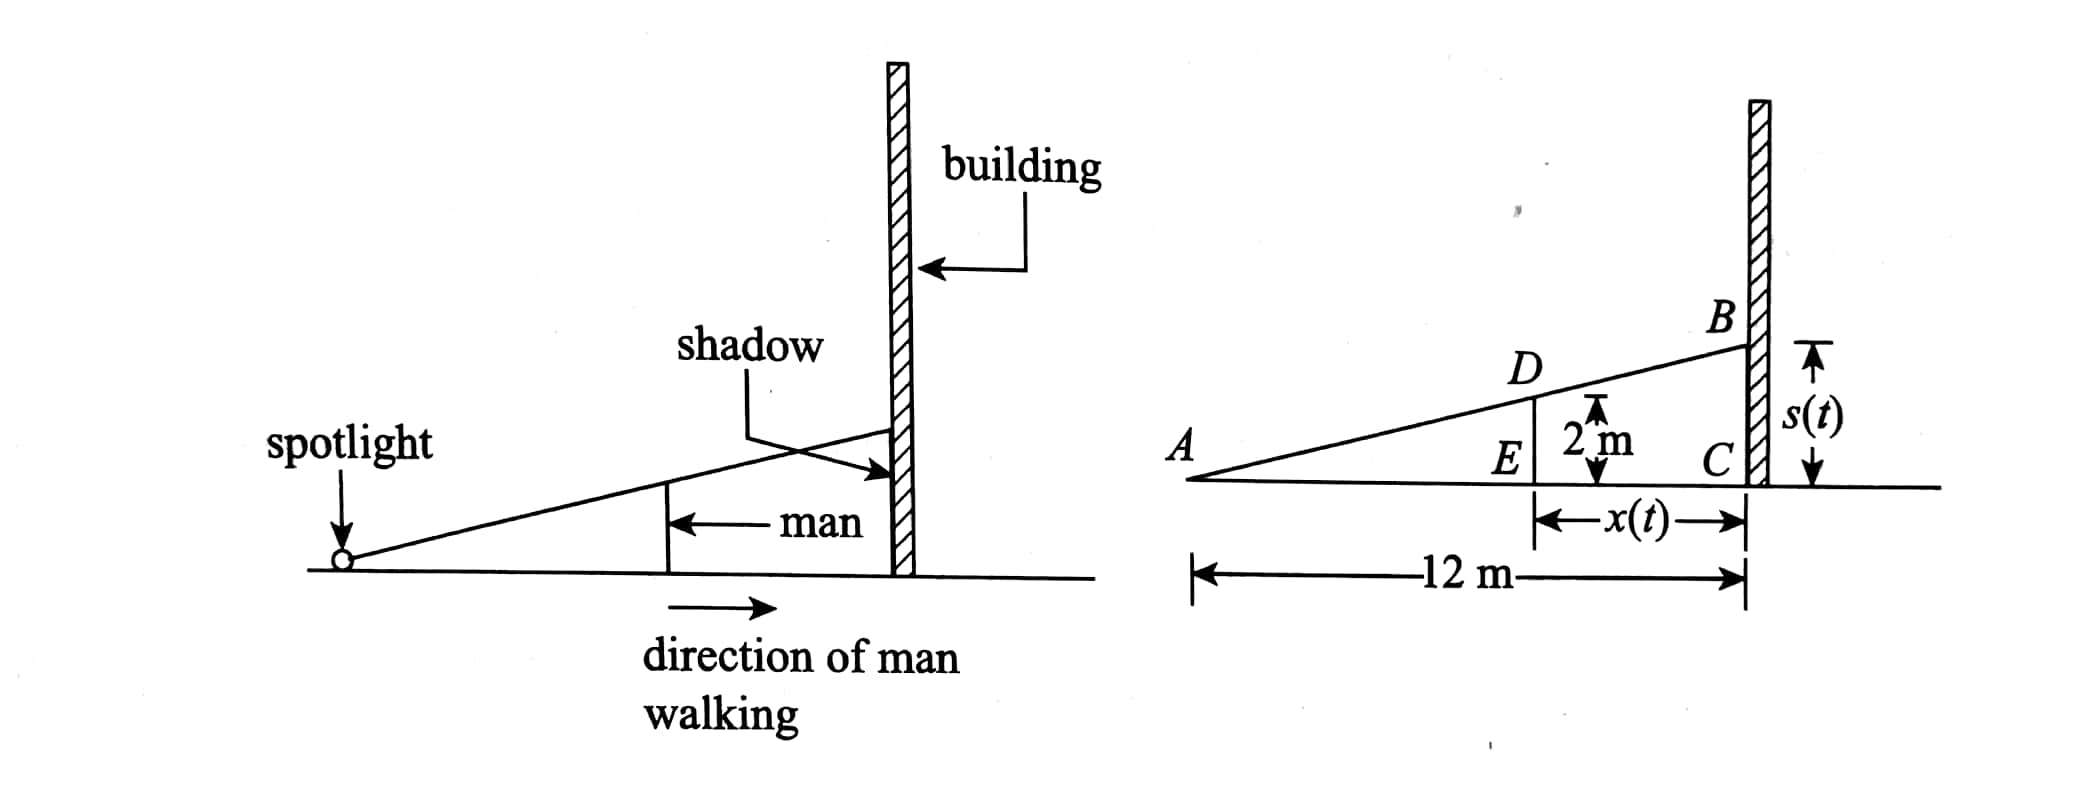 building
shadow
spotlight
man
direction of man
walking
B
D
A
E
2 m
C
s(t)
x(t)
12 m